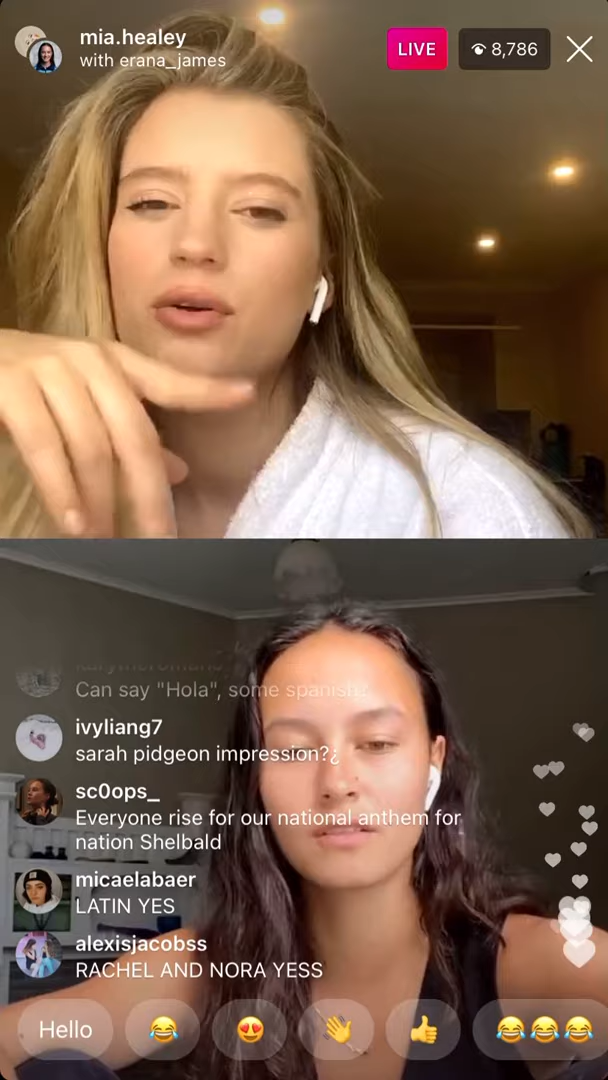 mia.healey
with erana_james
LIVE
8,786
Can say "Hola", some spanish?
ivyliang7
sarah pidgeon impression?¿
sc0ops_
Everyone rise for our national anthem for
nation Shelbald
micaelabaer
LATIN YES
alexisjacobss
RACHEL AND NORA YESS
Hello